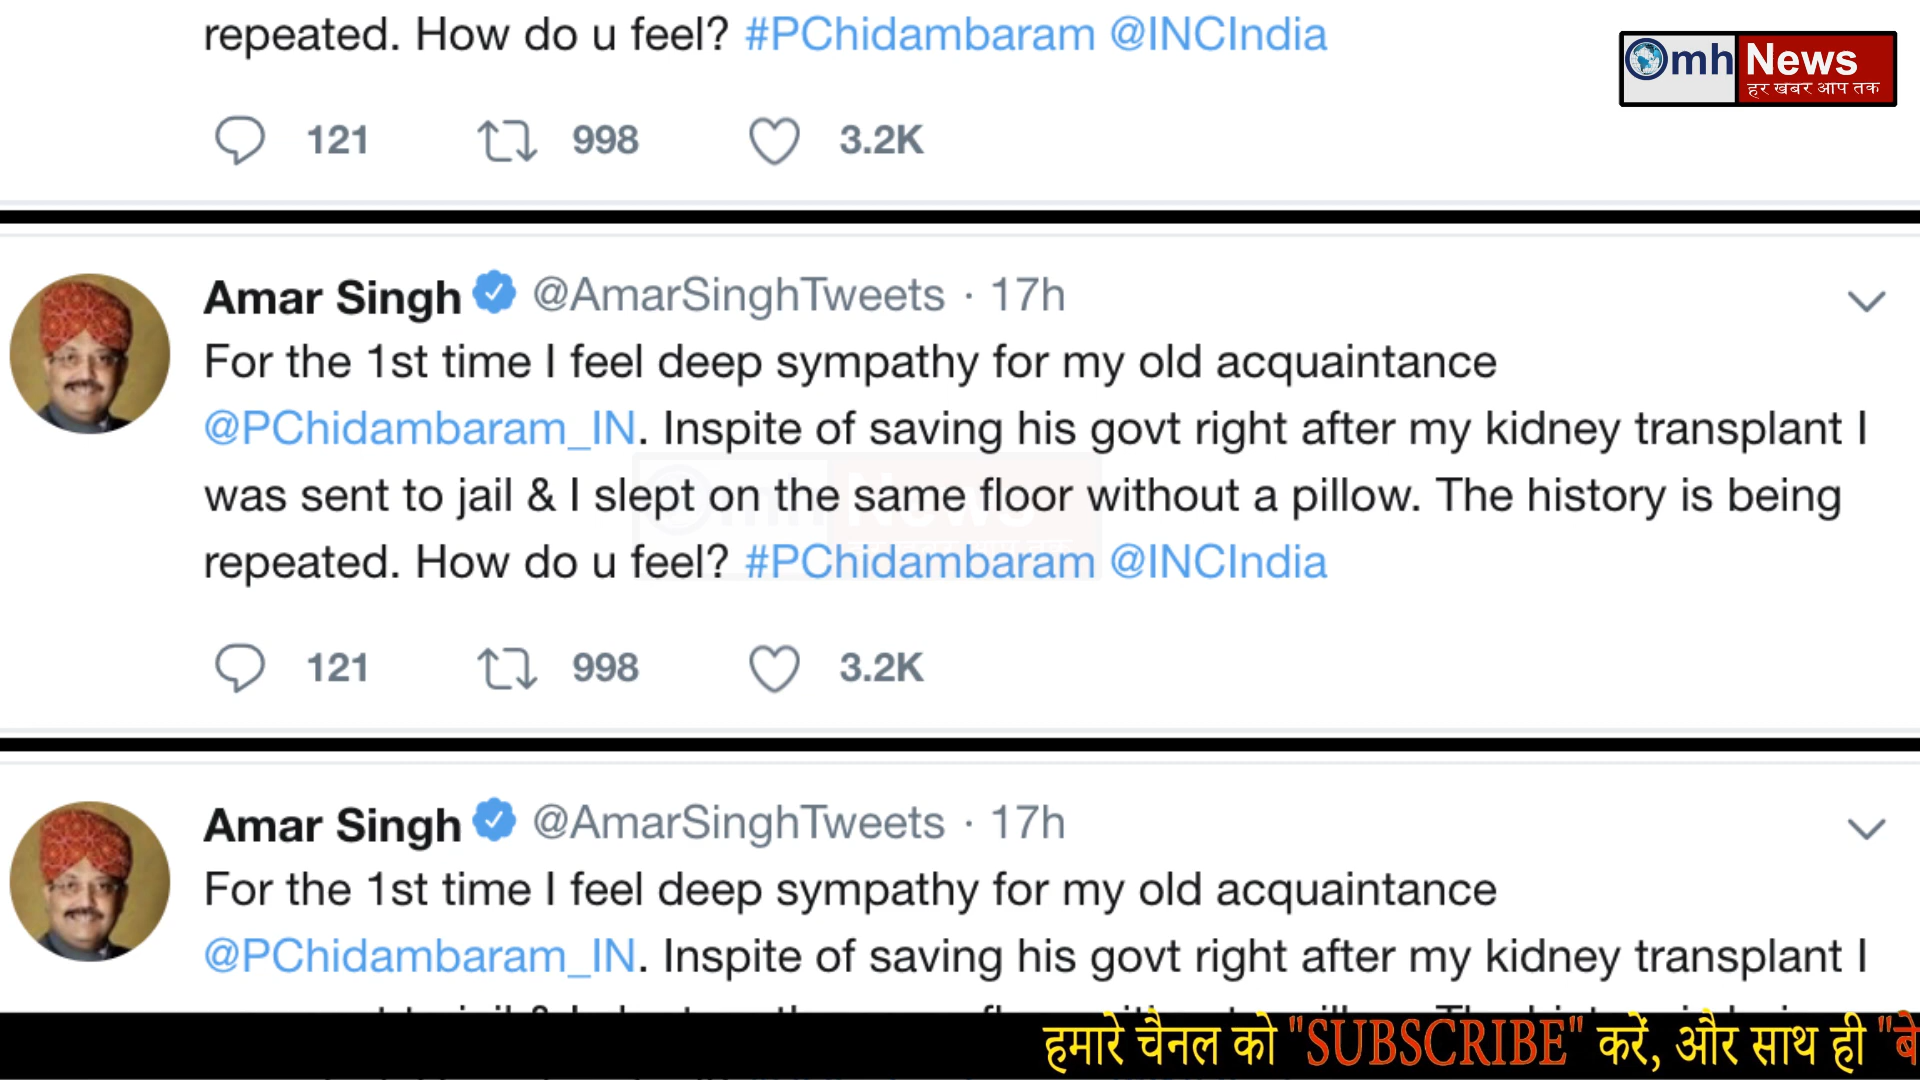 repeated. How do u feel? #PChidambaram @INCIndia
mh News
हर खबर आप तक
121 998 3.2K
Amar Singh @AmarSinghTweets · 17h
For the 1st time I feel deep sympathy for my old acquaintance
@PChidambaram_IN. Inspite of saving his govt right after my kidney transplant I
was sent to jail & I slept on the same floor without a pillow. The history is being
repeated. How do u feel? #PChidambaram @INCIndia
121 998 3.2K
Amar Singh @AmarSinghTweets · 17h
For the 1st time I feel deep sympathy for my old acquaintance
@PChidambaram_IN. Inspite of saving his govt right after my kidney transplant I
हमारे चैनल को "SUBSCRIBE" करें, और साथ ही "बे